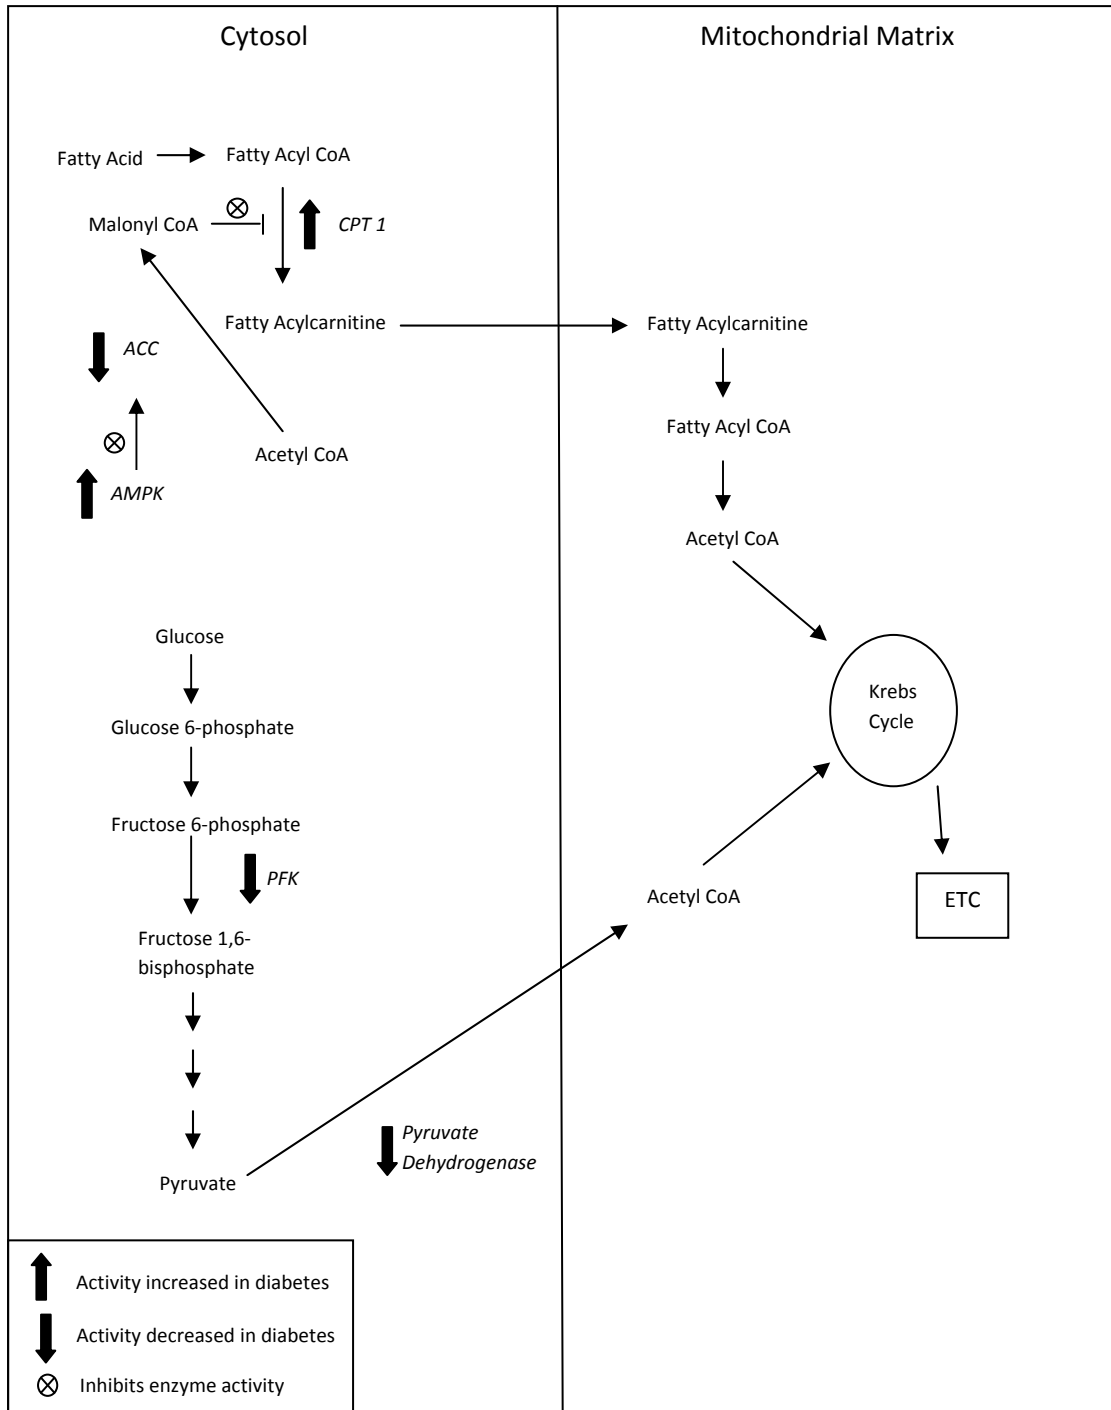 Cytosol
Mitochondrial Matrix
Fatty Acid
Fatty Acyl CoA
Malonyl CoA
CPT 1
Fatty Acylcarnitine
Fatty Acylcarnitine
ACC
Fatty Acyl CoA
Acetyl CoA
AMPK
Acetyl CoA
Glucose
Krebs
Cycle
Glucose 6-phosphate
Fructose 6-phosphate
PFK
Acetyl CoA
ETC
Fructose 1,6-
bisphosphate
Pyruvate
Dehydrogenase
Pyruvate
Activity increased in diabetes
Activity decreased in diabetes
Inhibits enzyme activity